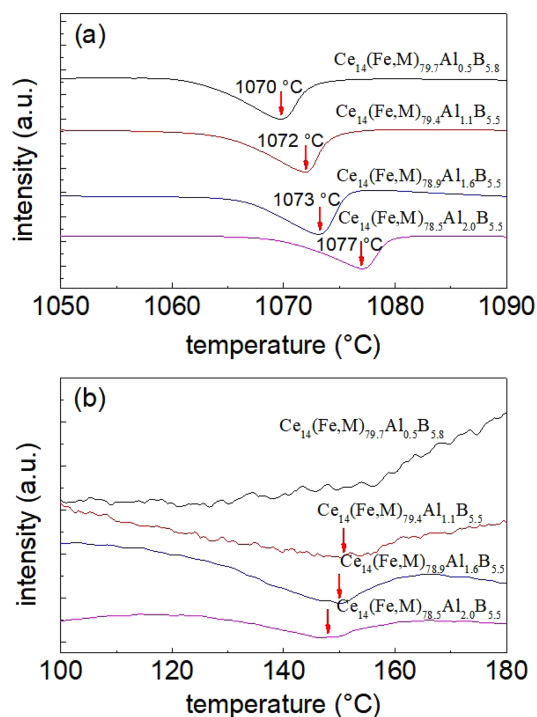 (a)
Ce14(Fe,M)79.7Al0.5B5.8
1070 °C
Ce14(Fe,M)79.4Al1.1B5.5
1072 °C
Ce14(Fe,M)78.9Al1.6B5.5
1073 °C
Ce14(Fe,M)78.5Al2.0B5.5
1077 °C
intensity (a.u.)
1050 1060 1070 1080 1090
temperature (°C)
(b)
Ce14(Fe,M)79.7Al0.5B5.8
Ce14(Fe,M)79.4Al1.1B5.5
Ce14(Fe,M)78.9Al1.6B5.5
Ce14(Fe,M)78.5Al2.0B5.5
intensity (a.u.)
100 120 140 160 180
temperature (°C)